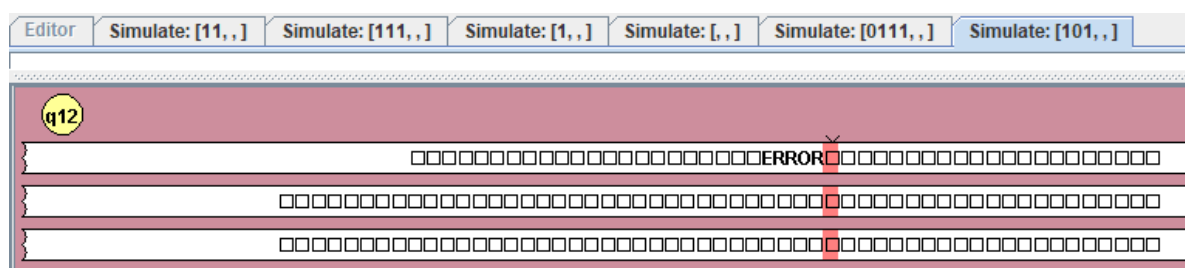 Editor Simulate: [11, , ] Simulate: [111, , ] Simulate: [1, , ] Simulate: [, , ] Simulate: [0111, , ] Simulate: [101, , ]
q12
□□□□□□□□□□□□□□□□□□□□□□ERROR□□□□□□□□□□□□□□□□□□□□□
□□□□□□□□□□□□□□□□□□□□□□□□□□□□□□□□□□□□□□□□□□□□□□□□□□□□□□□
□□□□□□□□□□□□□□□□□□□□□□□□□□□□□□□□□□□□□□□□□□□□□□□□□□□□□□□